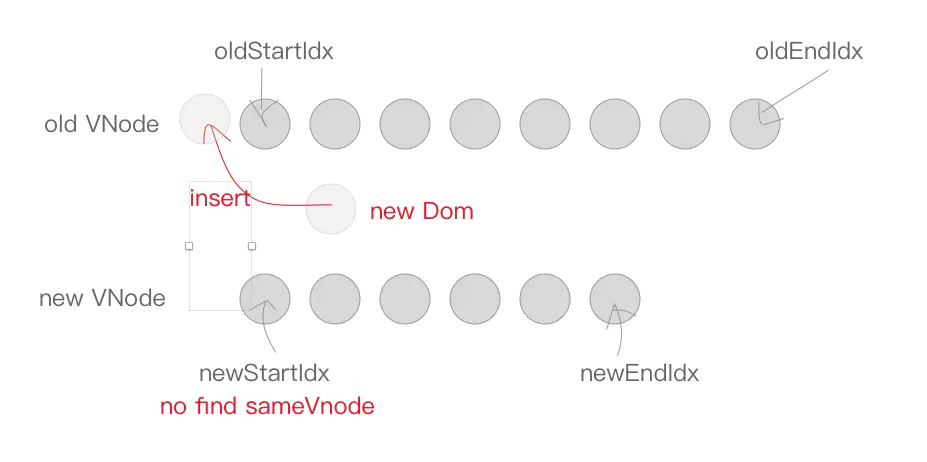 oldStartIdx
oldEndIdx
old VNode
insert
new Dom
new VNode
newStartIdx
newEndIdx
no find sameVnode